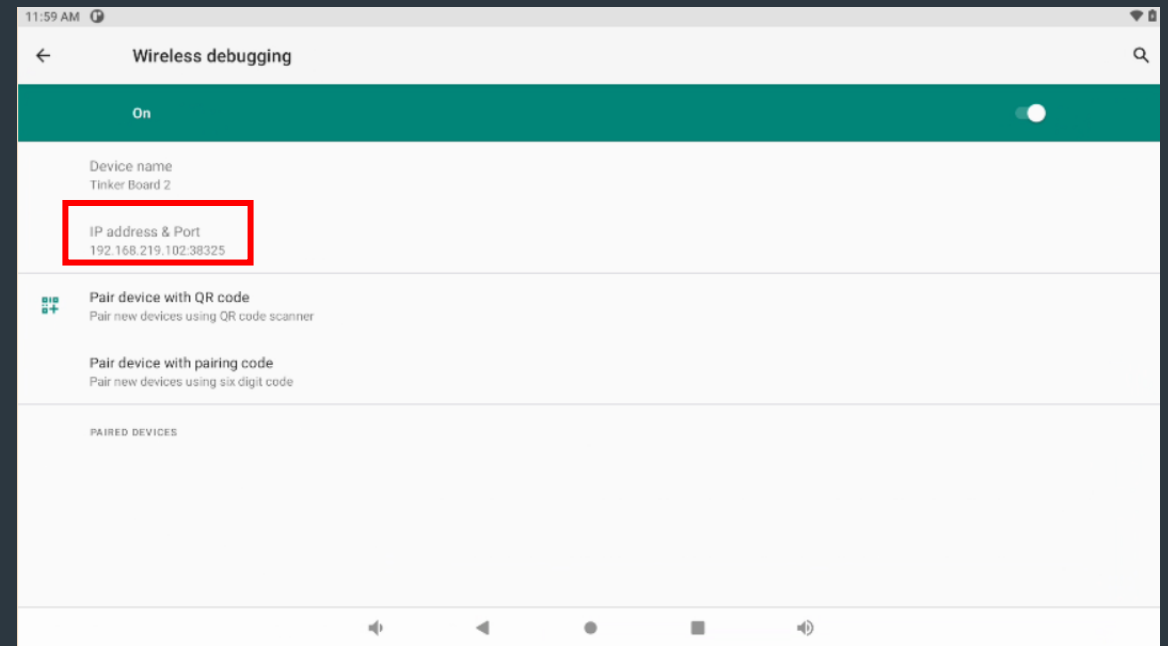 11:59 AM
Wireless debugging
On
Device name
Tinker Board 2
IP address & Port
192.168.219.102:38325
Pair device with QR code
Pair new devices using QR code scanner
Pair device with pairing code
Pair new devices using six digit code
PAIRED DEVICES